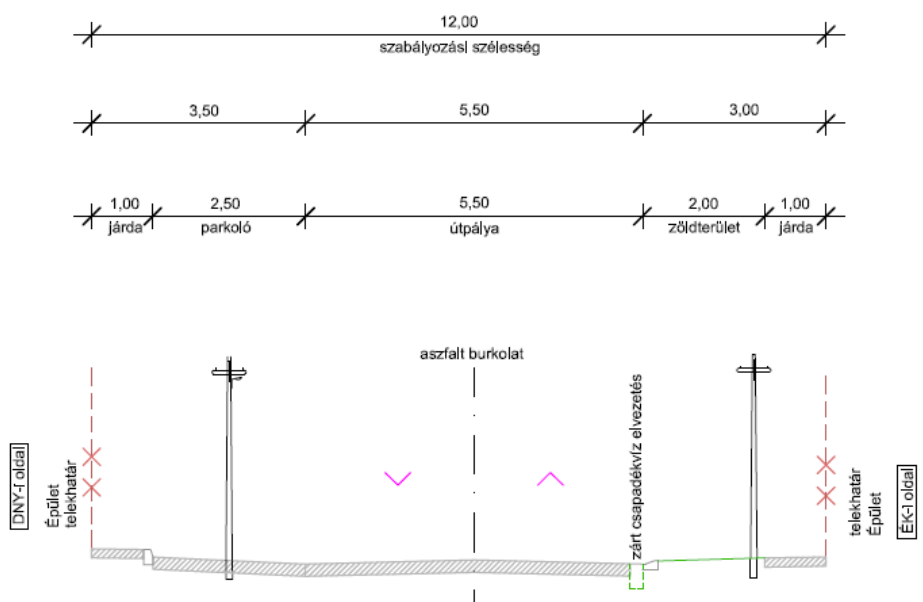 12,00
szabályozási szélesség
3,50
5,50
3,00
1,00
2,50
5,50
2,00
1,00
járda
parkoló
útpálya
zöldterület
járda
aszfalt burkolat
zárt csapadékvíz elvezetés
DNY-I oldal
Épület
telekhatár
telekhatár
Épület
ÉK-I oldal